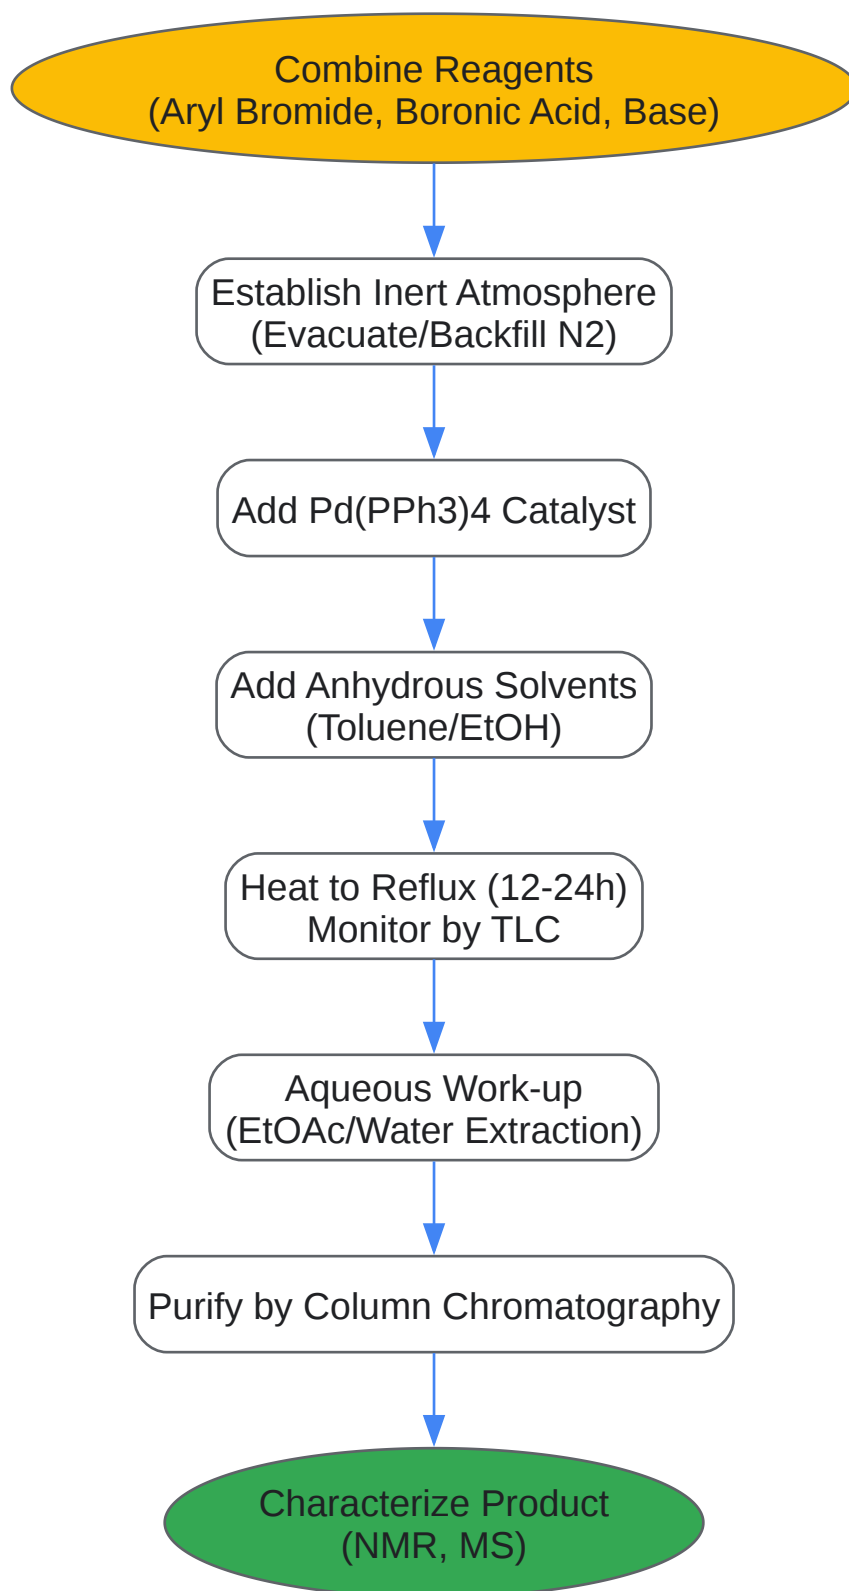 Combine Reagents
(Aryl Bromide, Boronic Acid, Base)
Establish Inert Atmosphere
(Evacuate/Backfill N2)
Add Pd(PPh3)4 Catalyst
Add Anhydrous Solvents
(Toluene/EtOH)
Heat to Reflux (12-24h)
Monitor by TLC
Aqueous Work-up
(EtOAc/Water Extraction)
Purify by Column Chromatography
Characterize Product
(NMR, MS)